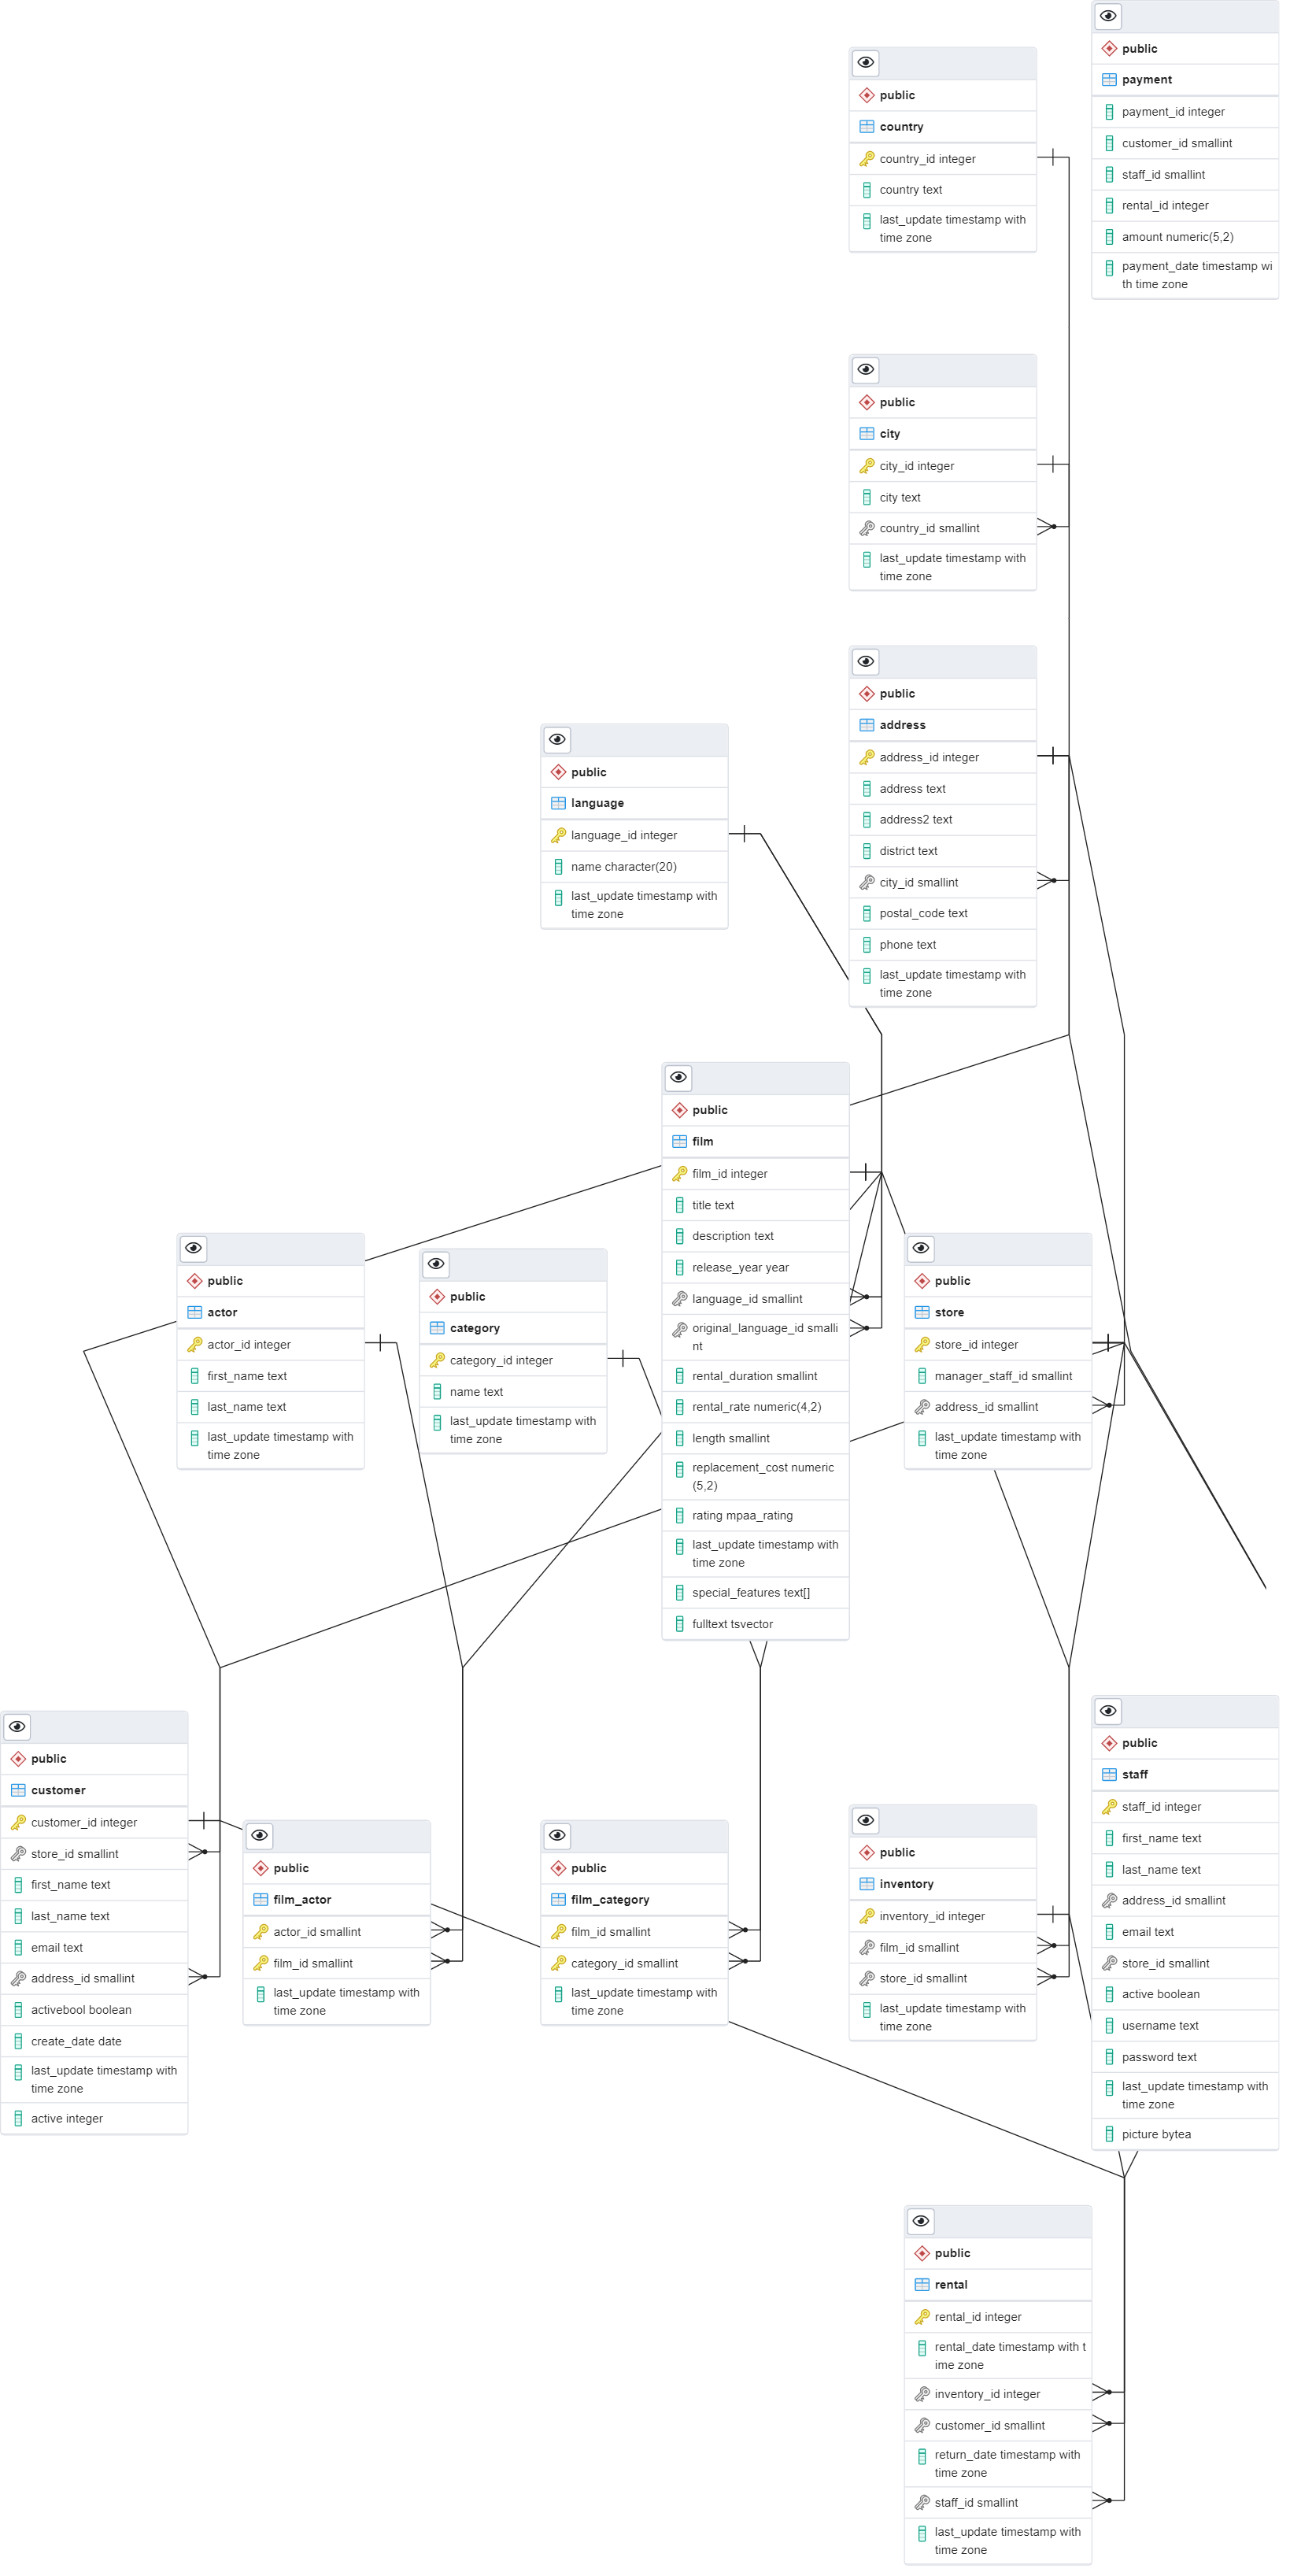 public
payment
payment_id integer
customer_id smallint
staff_id smallint
rental_id integer
amount numeric(5,2)
payment_date timestamp wi
th time zone
public
country
country_id integer
country text
last_update timestamp with
time zone
public
city
city_id integer
city text
country_id smallint
last_update timestamp with
time zone
public
address
address_id integer
address text
address2 text
district text
city_id smallint
postal_code text
phone text
last_update timestamp with
time zone
public
language
language_id integer
name character(20)
last_update timestamp with
time zone
public
film
film_id integer
title text
description text
release_year year
language_id smallint
original_language_id smalli
nt
rental_duration smallint
rental_rate numeric(4,2)
length smallint
replacement_cost numeric
(5,2)
rating mpaa_rating
last_update timestamp with
time zone
special_features text[]
fulltext tsvector
public
actor
actor_id integer
first_name text
last_name text
last_update timestamp with
time zone
public
category
category_id integer
name text
last_update timestamp with
time zone
public
store
store_id integer
manager_staff_id smallint
address_id smallint
last_update timestamp with
time zone
public
customer
customer_id integer
store_id smallint
first_name text
last_name text
email text
address_id smallint
activebool boolean
create_date date
last_update timestamp with
time zone
active integer
public
film_actor
actor_id smallint
film_id smallint
last_update timestamp with
time zone
public
film_category
film_id smallint
category_id smallint
last_update timestamp with
time zone
public
inventory
inventory_id integer
film_id smallint
store_id smallint
last_update timestamp with
time zone
public
staff
staff_id integer
first_name text
last_name text
address_id smallint
email text
store_id smallint
active boolean
username text
password text
last_update timestamp with
time zone
picture bytea
public
rental
rental_id integer
rental_date timestamp with t
ime zone
inventory_id integer
customer_id smallint
return_date timestamp with
time zone
staff_id smallint
last_update timestamp with
time zone